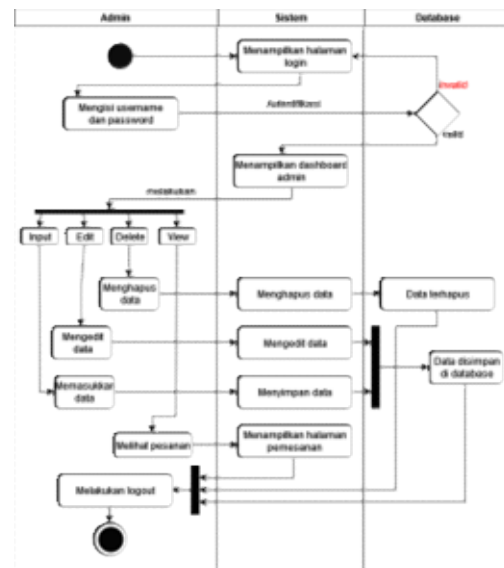 Admin
Sistem
Database
Menampilkan halaman
login
invalid
Mengisi username
dan password
Autentifikasi
valid
Menampilkan dashboard
admin
melakukan
Input
Edit
Delete
View
Menghapus
data
Menghapus data
Data terhapus
Mengedit
data
Mengedit data
Data disimpan
di database
Memasukkan
data
Menyimpan data
Melihat pesanan
Menampilkan halaman
pemesanan
Melakukan logout